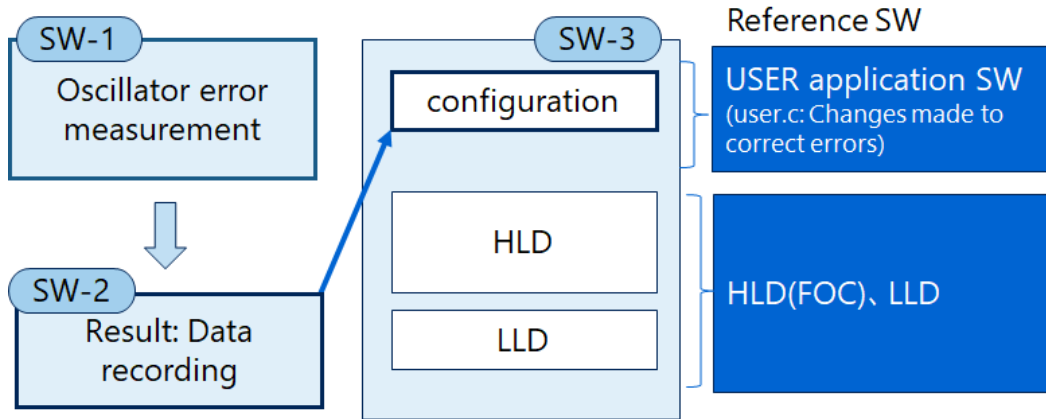 SW-1
Oscillator error
measurement
SW-2
Result: Data
recording
SW-3
configuration
HLD
LLD
Reference SW
USER application SW
(user.c: Changes made to
correct errors)
HLD(FOC)、LLD